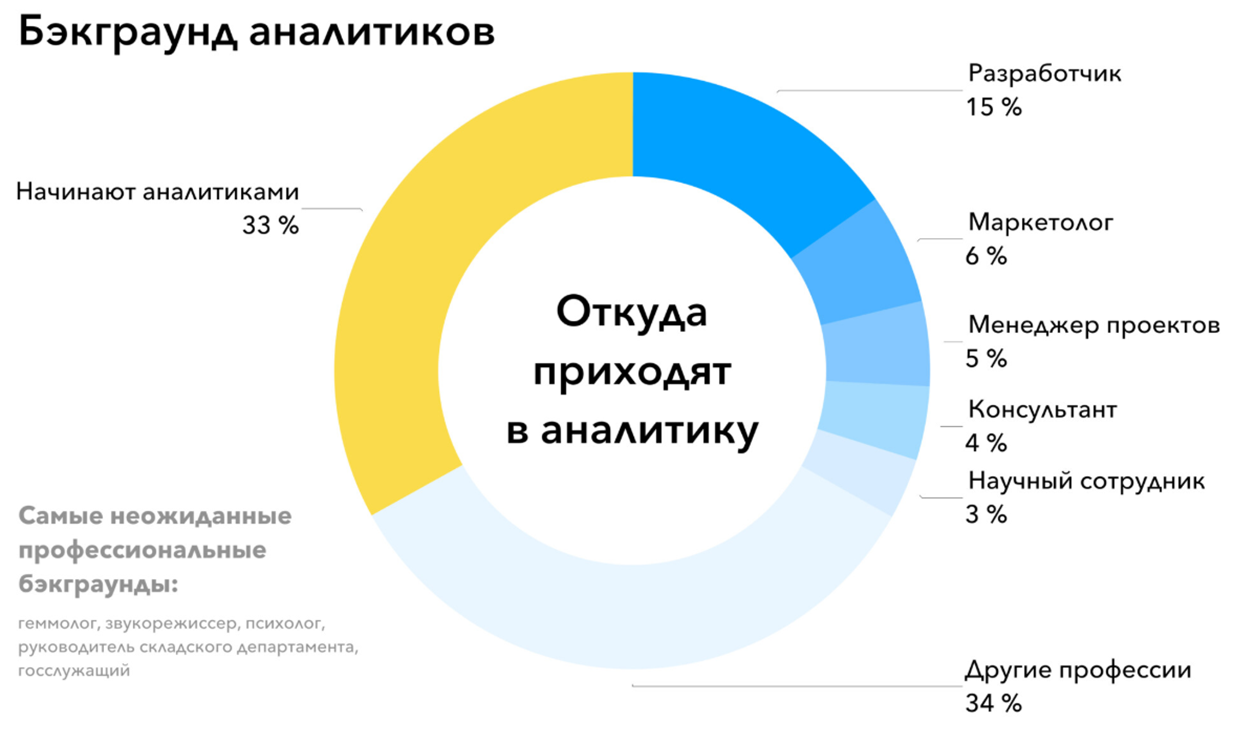 Бэкграунд аналитиков
Разработчик
15 %
Начинают аналитиками
33 %
Маркетолог
6 %
Откуда
приходят
в аналитику
Менеджер проектов
5 %
Консультант
4 %
Научный сотрудник
3 %
Самые неожиданные
профессиональные
бэкграунды:
геммолог, звукорежиссер, психолог,
руководитель складского департамента,
госслужащий
Другие профессии
34 %